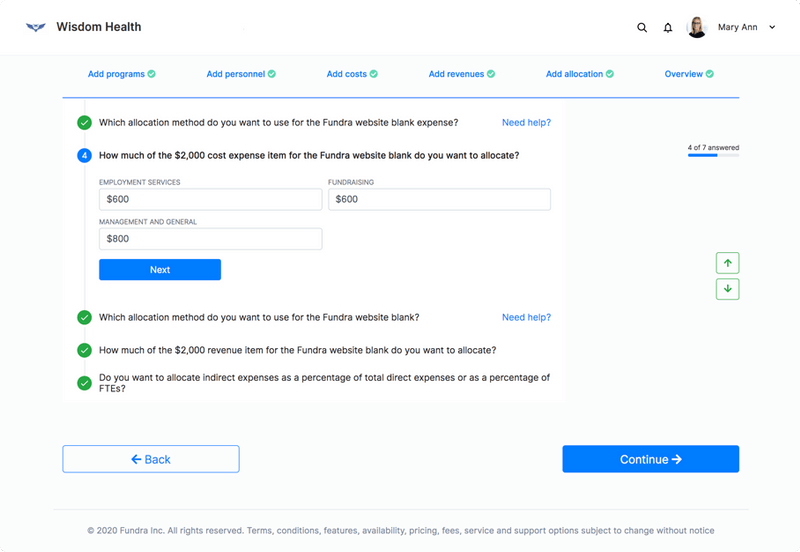 Wisdom Health
Mary Ann
Add programs
Add personnel
Add costs
Add revenues
Add allocation
Overview
Which allocation method do you want to use for the Fundra website blank expense?
Need help?
4 of 7 answered
4 How much of the $2,000 cost expense item for the Fundra website blank do you want to allocate?
EMPLOYMENT SERVICES
FUNDRAISING
$600
$600
MANAGEMENT AND GENERAL
$800
Next
Which allocation method do you want to use for the Fundra website blank?
Need help?
How much of the $2,000 revenue item for the Fundra website blank do you want to allocate?
Do you want to allocate indirect expenses as a percentage of total direct expenses or as a percentage of
FTEs?
Back
Continue
© 2020 Fundra Inc. All rights reserved. Terms, conditions, features, availability, pricing, fees, service and support options subject to change without notice